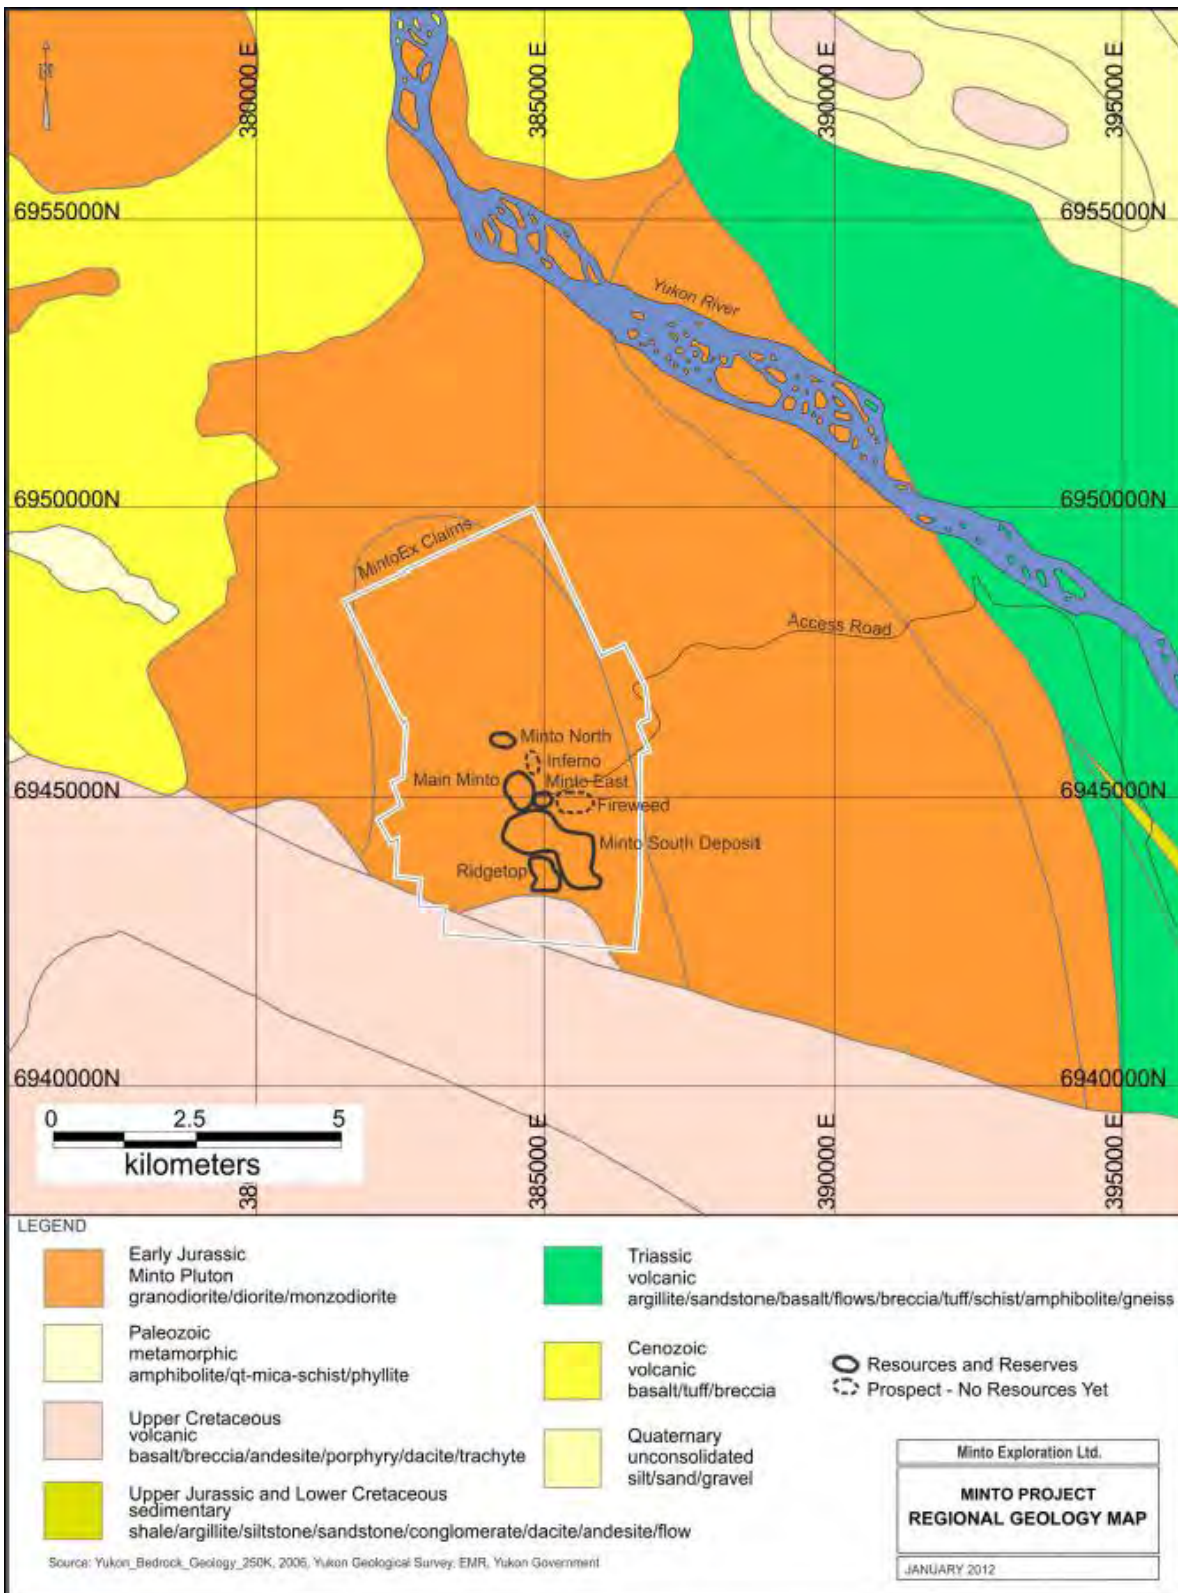 380000 E
385000 E
390000 E
395000 E
6955000N
6955000N
Yukon River
6950000N
6950000N
MintoEx Claims
Access Road
Minto North
Inferno
Main Minto
Minto East
6945000N
6945000N
Fireweed
Minto South Deposit
Ridgetop
6940000N
6940000N
0 2.5 5
kilometers
38
385000 E
390000 E
395000 E
LEGEND
Early Jurassic
Minto Pluton
granodiorite/diorite/monzodiorite
Paleozoic
metamorphic
amphibolite/qt-mica-schist/phyllite
Upper Cretaceous
volcanic
basalt/breccia/andesite/porphyry/dacite/trachyte
Upper Jurassic and Lower Cretaceous
sedimentary
shale/argillite/siltstone/sandstone/conglomerate/dacite/andesite/flow
Triassic
volcanic
argillite/sandstone/basalt/flows/breccia/tuff/schist/amphibolite/gneiss
Cenozoic
volcanic
basalt/tuff/breccia
Quaternary
unconsolidated
silt/sand/gravel
Resources and Reserves
Prospect - No Resources Yet
Minto Exploration Ltd.
MINTO PROJECT
REGIONAL GEOLOGY MAP
JANUARY 2012
Source: Yukon_Bedrock_Geology_250K, 2006, Yukon Geological Survey, EMR, Yukon Government